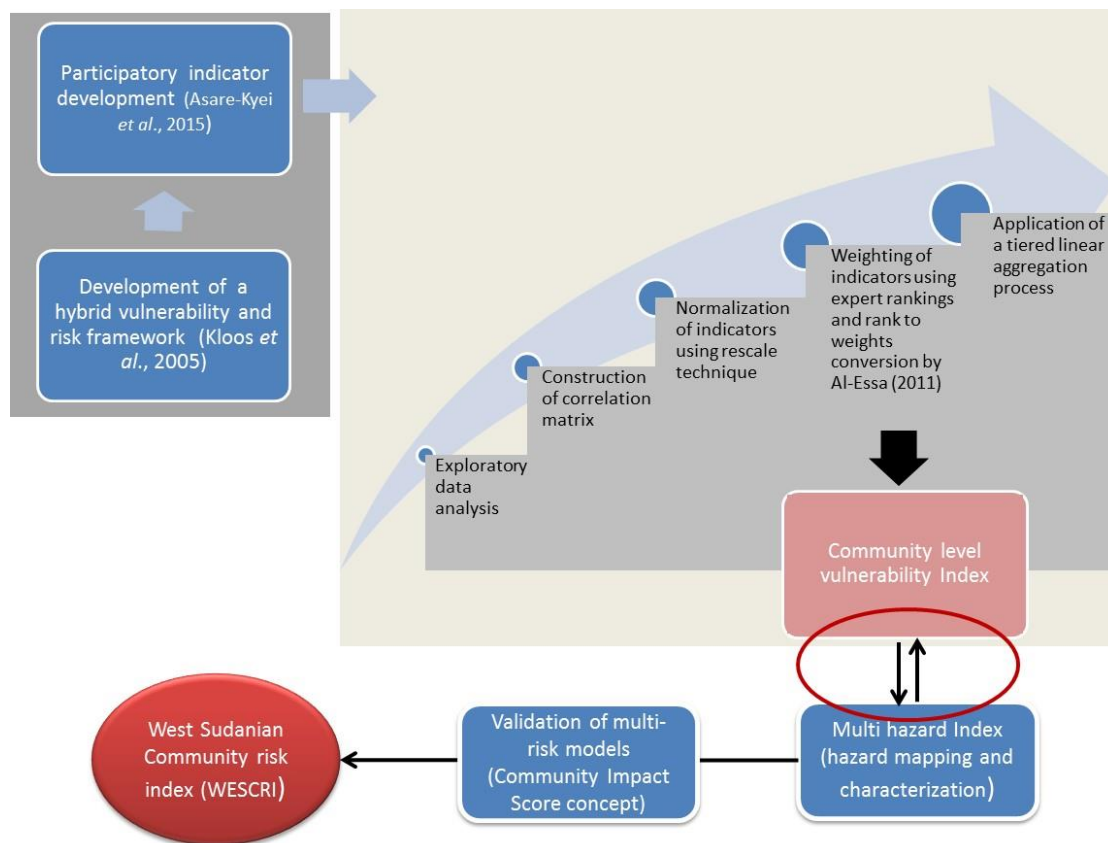 Participatory indicator
development (Asare-Kyei
et al., 2015)
Development of a
hybrid vulnerability and
risk framework (Kloos et
al., 2005)
Exploratory
data
analysis
Construction
of correlation
matrix
Normalization
of indicators
using rescale
technique
Weighting of
indicators using
expert rankings
and rank to
weights
conversion by
Al-Essa (2011)
Application of
a tiered linear
aggregation
process
Community level
vulnerability Index
Multi hazard Index
(hazard mapping and
characterization)
Validation of multi-
risk models
(Community Impact
Score concept)
West Sudanian
Community risk
index (WESCRI)